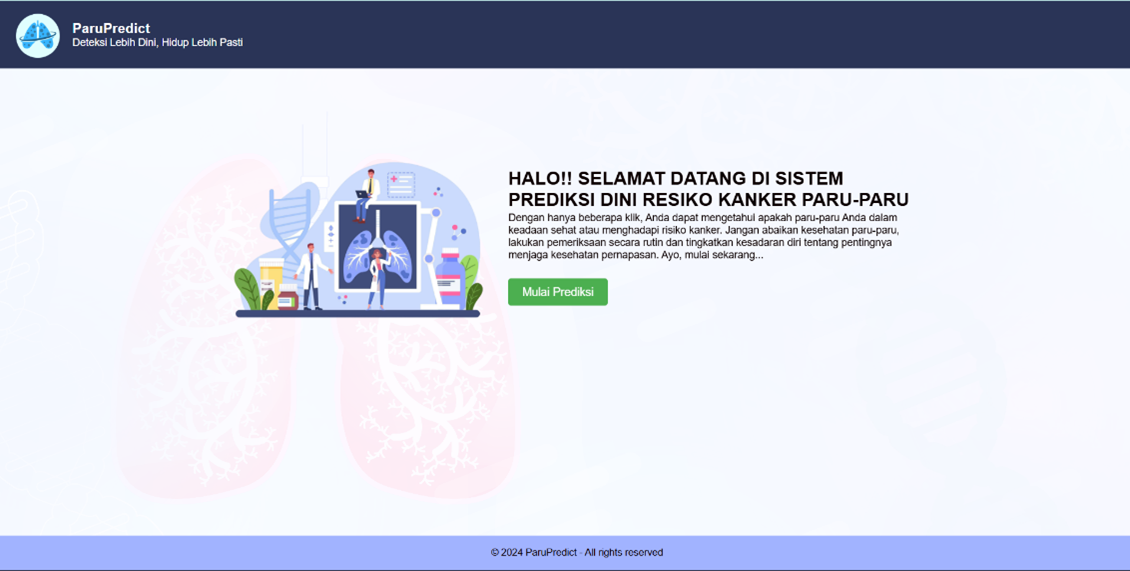 ParuPredict
Deteksi Lebih Dini, Hidup Lebih Pasti
HALO!! SELAMAT DATANG DI SISTEM
PREDIKSI DINI RESIKO KANKER PARU-PARU
Dengan hanya beberapa klik, Anda dapat mengetahui apakah paru-paru Anda dalam
keadaan sehat atau menghadapi risiko kanker. Jangan abaikan kesehatan paru-paru,
lakukan pemeriksaan secara rutin dan tingkatkan kesadaran diri tentang pentingnya
menjaga kesehatan pernapasan. Ayo, mulai sekarang...
Mulai Prediksi
© 2024 ParuPredict - All rights reserved